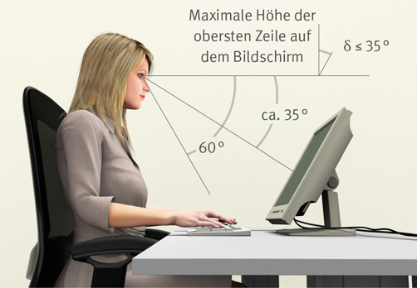 Maximale Höhe der
obersten Zeile auf
dem Bildschirm
δ ≤ 35°
ca. 35°
60°